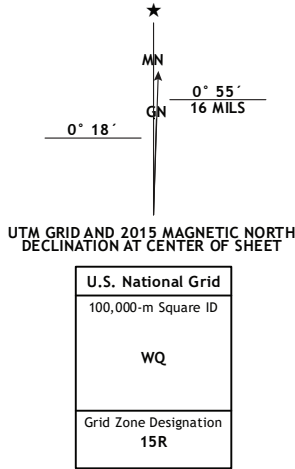 MN
0° 55´
GN
16 MILS
0° 18´
UTM GRID AND 2015 MAGNETIC NORTH
DECLINATION AT CENTER OF SHEET
U.S. National Grid
100,000-m Square ID
WQ
Grid Zone Designation
15R